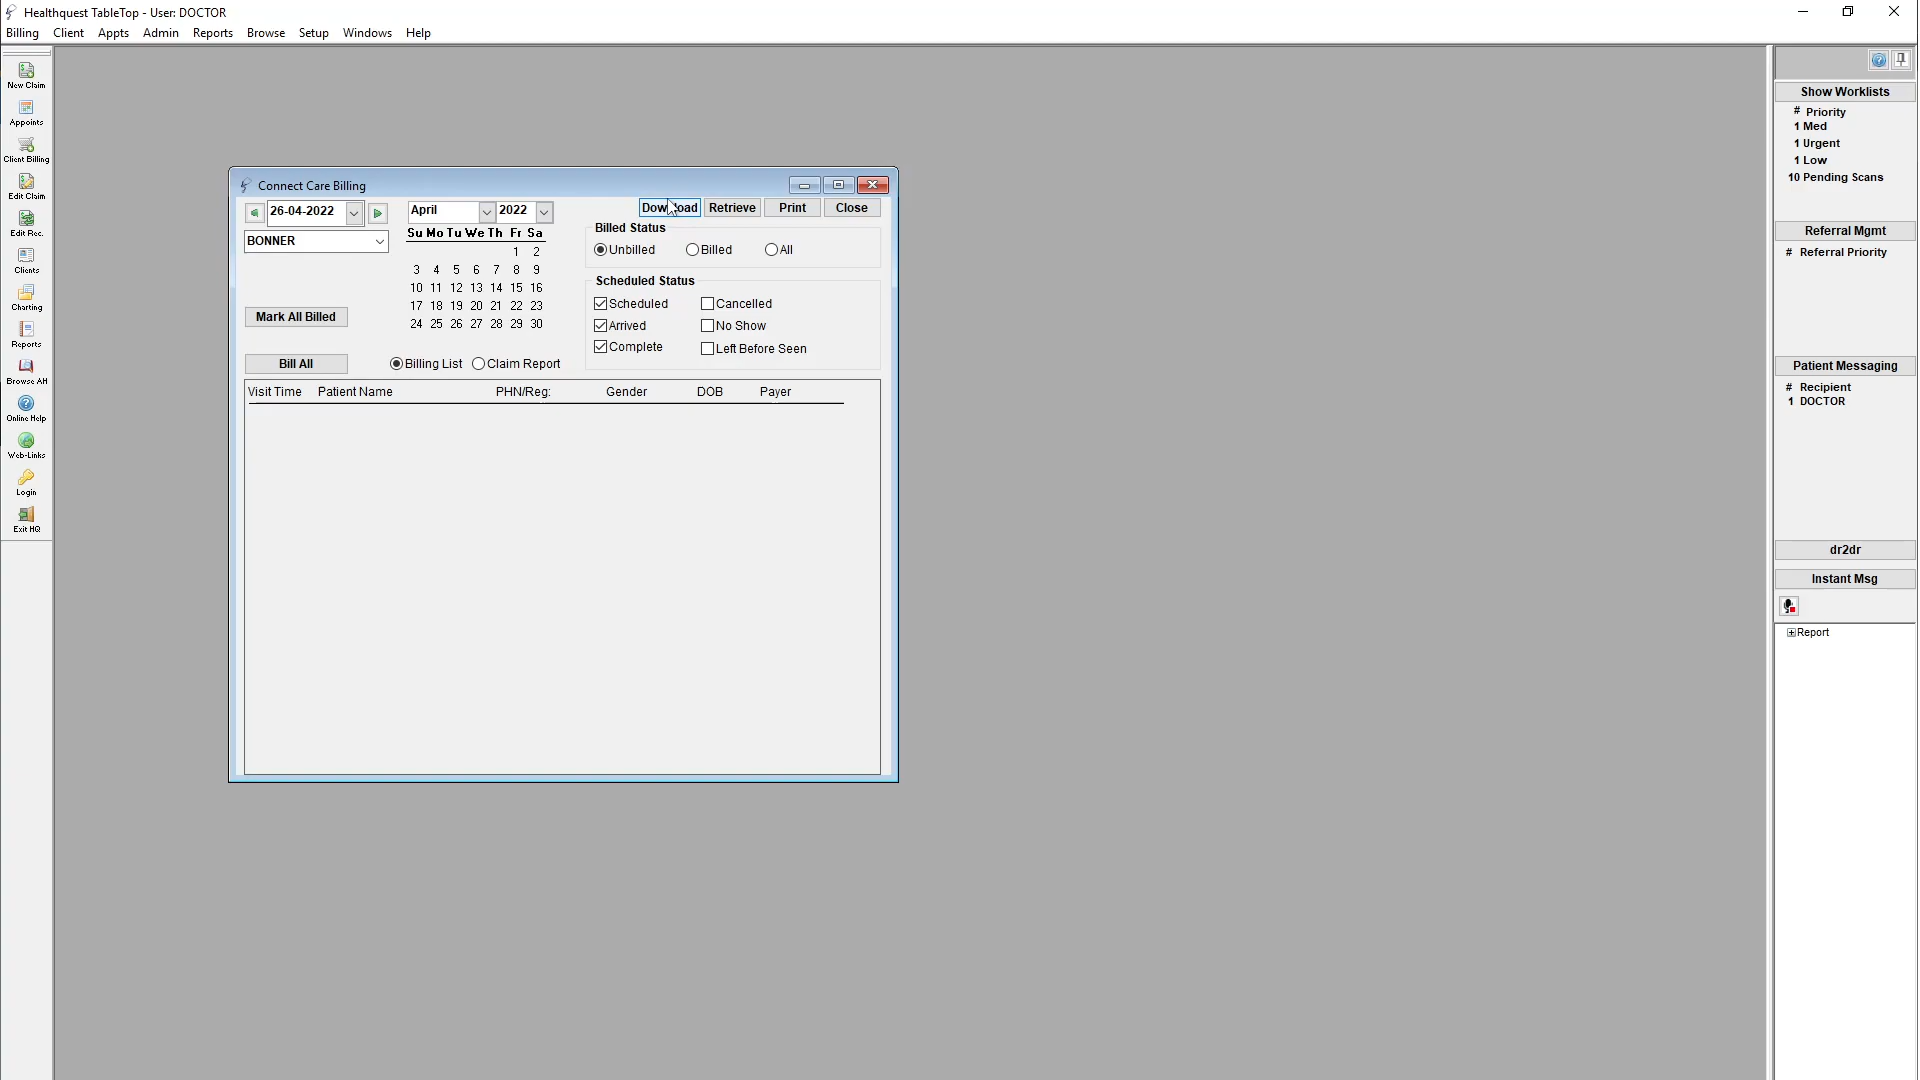 Healthquest TableTop - User: DOCTOR
Billing Client Appts Admin Reports Browse Setup Windows Help
New Claim
Appoints
Client Billing
Edit Claim
Edit Rec.
Clients
Charting
Reports
Browse AH
Online Help
Web-Links
Login
Exit HQ
Connect Care Billing
26-04-2022
BONNER
Mark All Billed
Bill All
April 2022
Su Mo Tu We Th Fr Sa
1 2
3 4 5 6 7 8 9
10 11 12 13 14 15 16
17 18 19 20 21 22 23
24 25 26 27 28 29 30
Billing List Claim Report
Download Retrieve Print Close
Billed Status
Unbilled Billed All
Scheduled Status
Scheduled Cancelled
Arrived No Show
Complete Left Before Seen
Visit Time Patient Name PHN/Reg: Gender DOB Payer
Show Worklists
# Priority
1 Med
1 Urgent
1 Low
10 Pending Scans
Referral Mgmt
# Referral Priority
Patient Messaging
# Recipient
1 DOCTOR
dr2dr
Instant Msg
Report